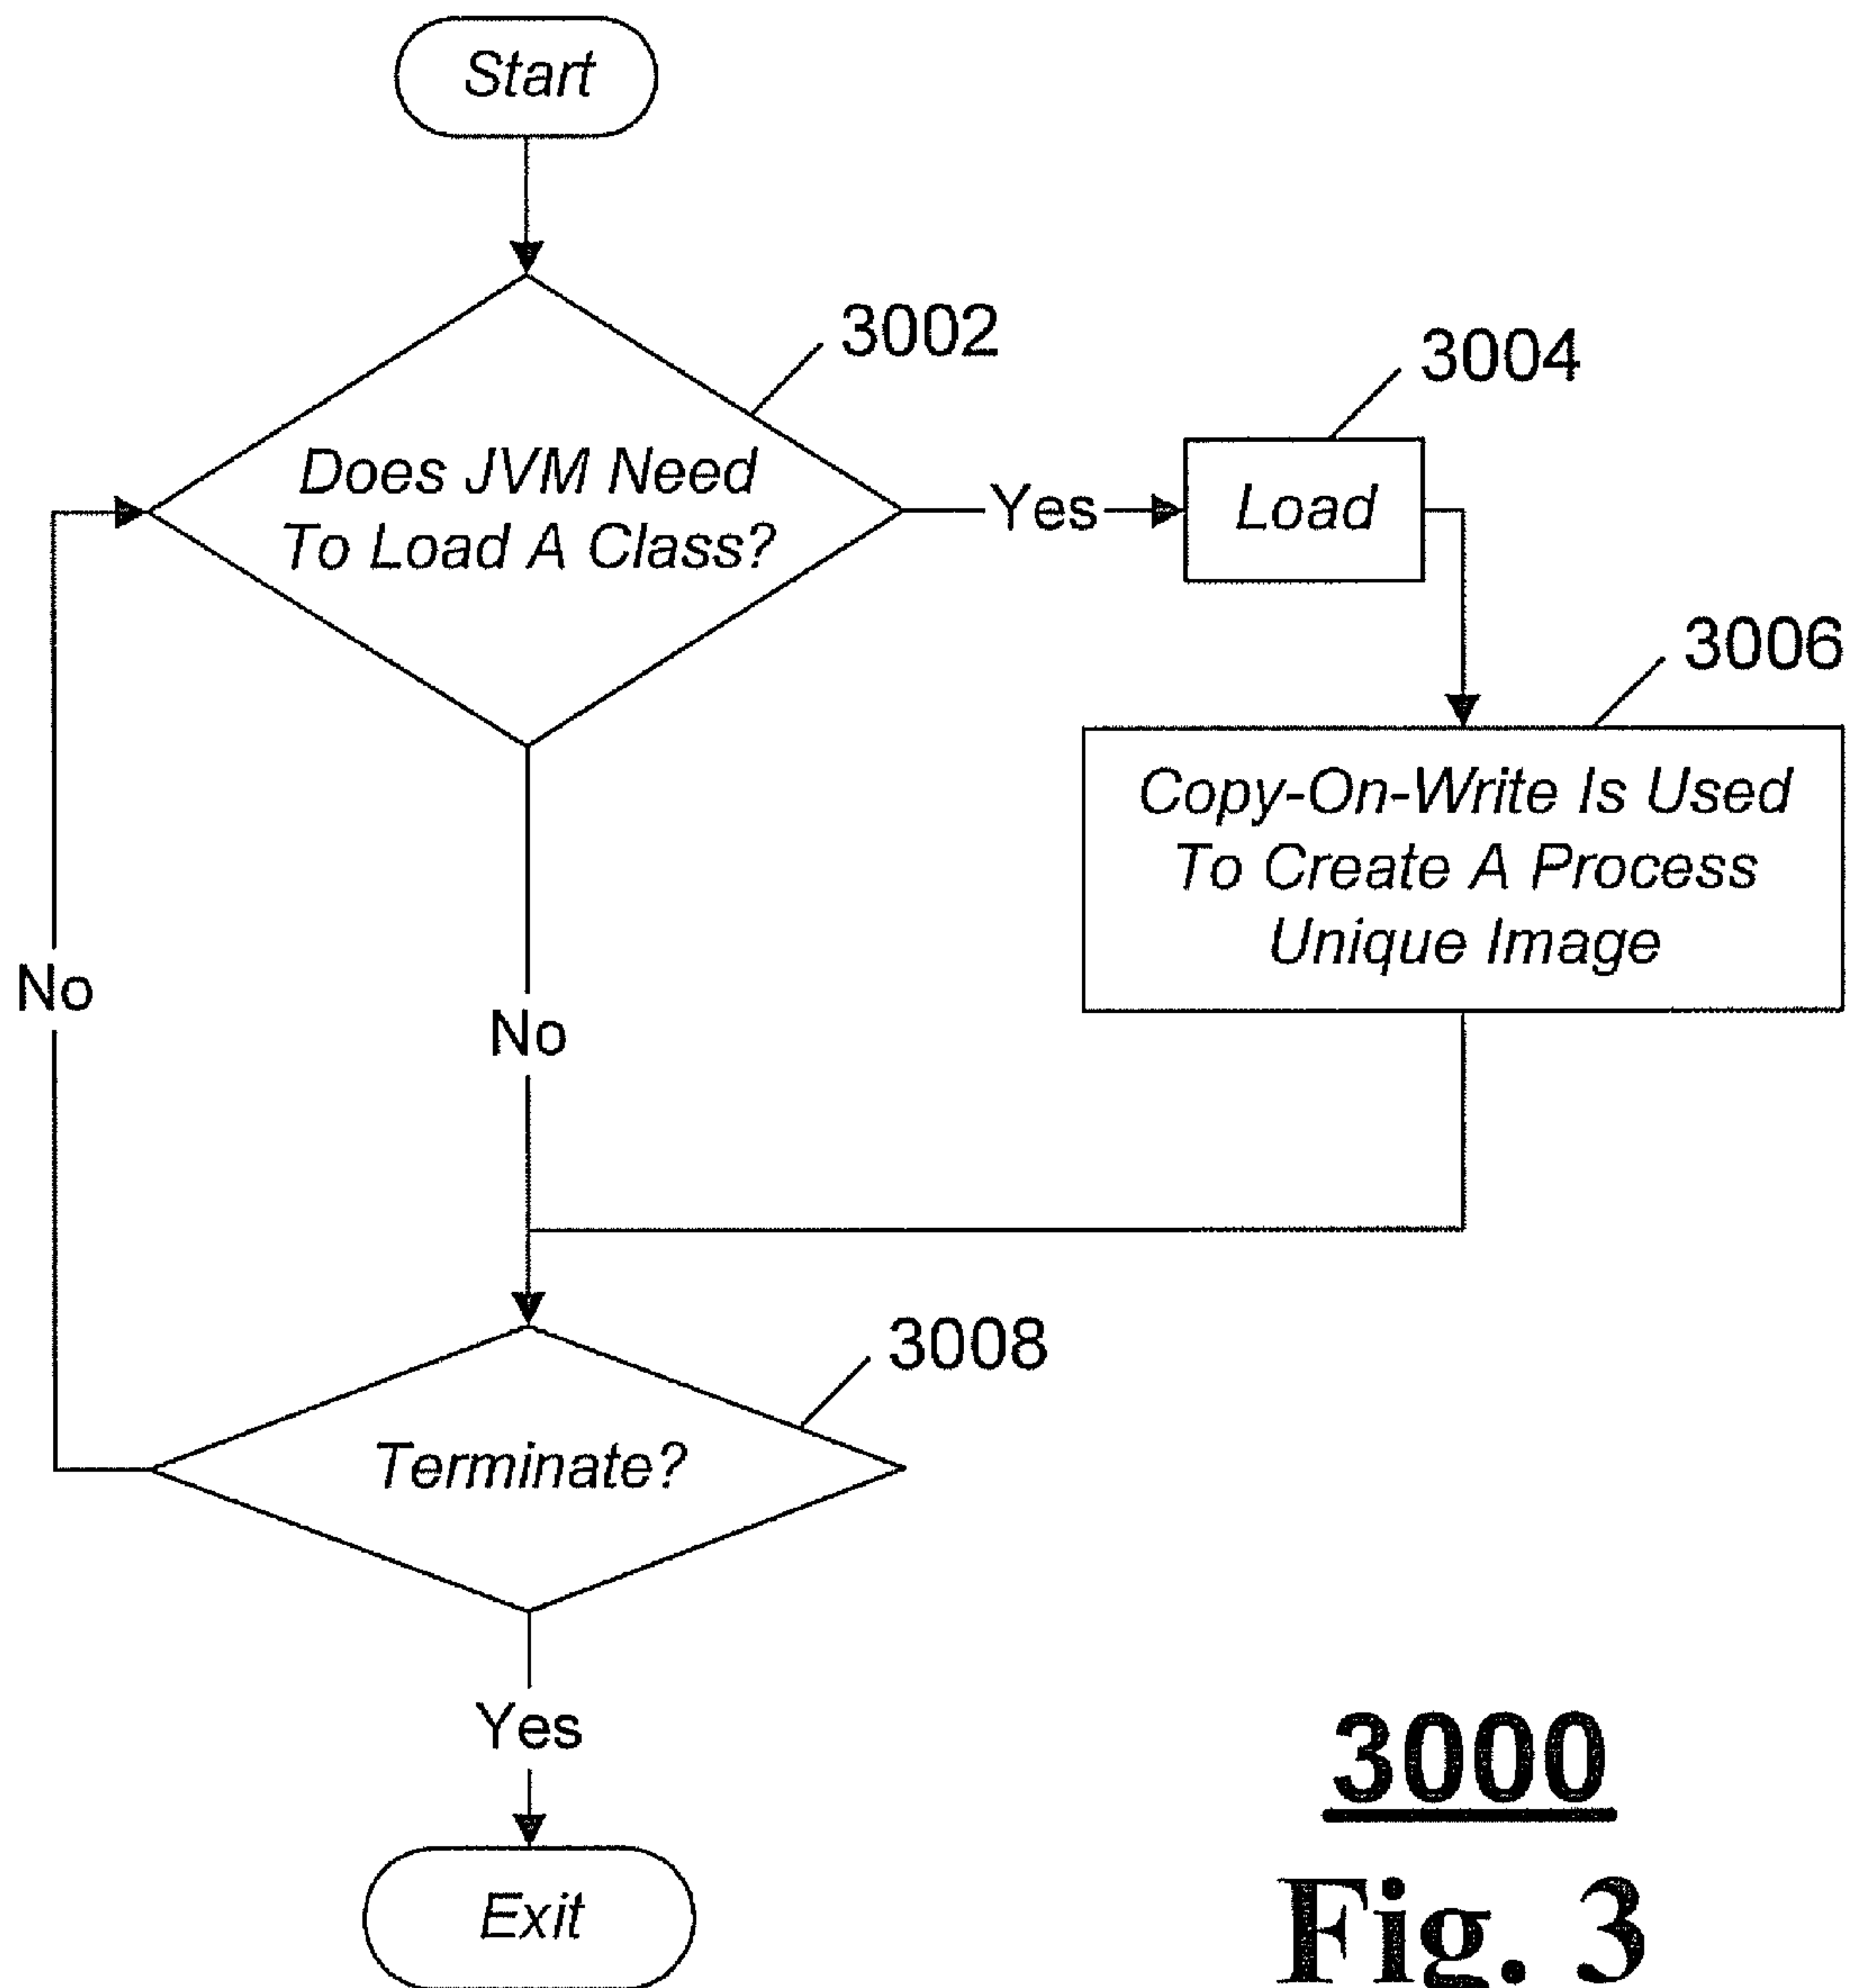 Start
3002
Does JVM Need
To Load A Class?
Yes
3004
Load
3006
Copy-On-Write Is Used
To Create A Process
Unique Image
No
No
3008
Terminate?
Yes
Exit
3000
Fig. 3